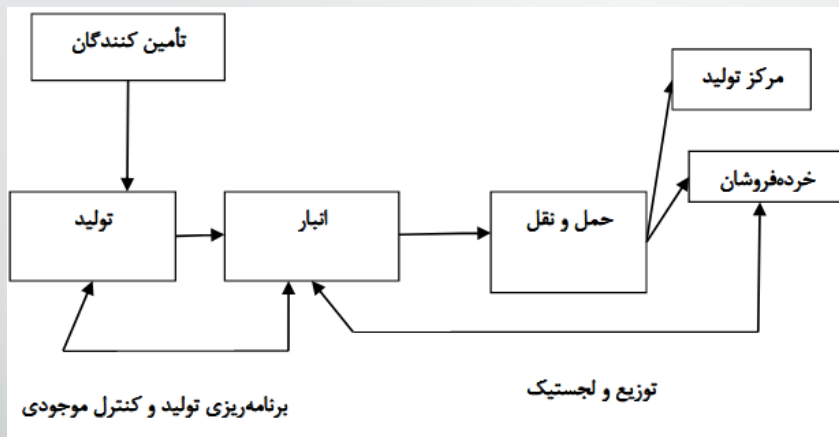 تأمین کنندگان
مرکز تولید
خرده‌فروشان
حمل و نقل
انبار
تولید
توزیع و لجستیک
برنامه‌ریزی تولید و کنترل موجودی